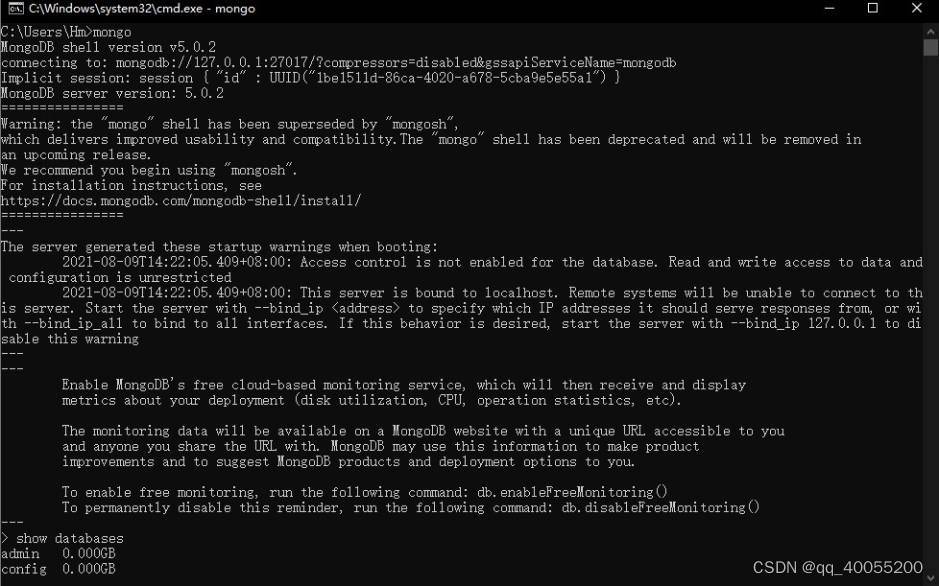 C:\Windows\system32\cmd.exe - mongo
C:\Users\Hm>mongo
MongoDB shell version v5.0.2
connecting to: mongodb://127.0.0.1:27017/?compressors=disabled&gssapiServiceName=mongodb
Implicit session: session { "id" : UUID("1be1511d-86ca-4020-a678-5cba9e5e55a1") }
MongoDB server version: 5.0.2
================
Warning: the "mongo" shell has been superseded by "mongosh",
which delivers improved usability and compatibility.The "mongo" shell has been deprecated and will be removed in
an upcoming release.
We recommend you begin using "mongosh".
For installation instructions, see
https://docs.mongodb.com/mongodb-shell/install/
================
---
The server generated these startup warnings when booting:
        2021-08-09T14:22:05.409+08:00: Access control is not enabled for the database. Read and write access to data and
 configuration is unrestricted
        2021-08-09T14:22:05.409+08:00: This server is bound to localhost. Remote systems will be unable to connect to th
is server. Start the server with --bind_ip <address> to specify which IP addresses it should serve responses from, or wi
th --bind_ip_all to bind to all interfaces. If this behavior is desired, start the server with --bind_ip 127.0.0.1 to di
sable this warning
---
---
        Enable MongoDB's free cloud-based monitoring service, which will then receive and display
        metrics about your deployment (disk utilization, CPU, operation statistics, etc).

        The monitoring data will be available on a MongoDB website with a unique URL accessible to you
        and anyone you share the URL with. MongoDB may use this information to make product
        improvements and to suggest MongoDB products and deployment options to you.

        To enable free monitoring, run the following command: db.enableFreeMonitoring()
        To permanently disable this reminder, run the following command: db.disableFreeMonitoring()
---
> show databases
admin   0.000GB
config  0.000GB
CSDN @qq_40055200